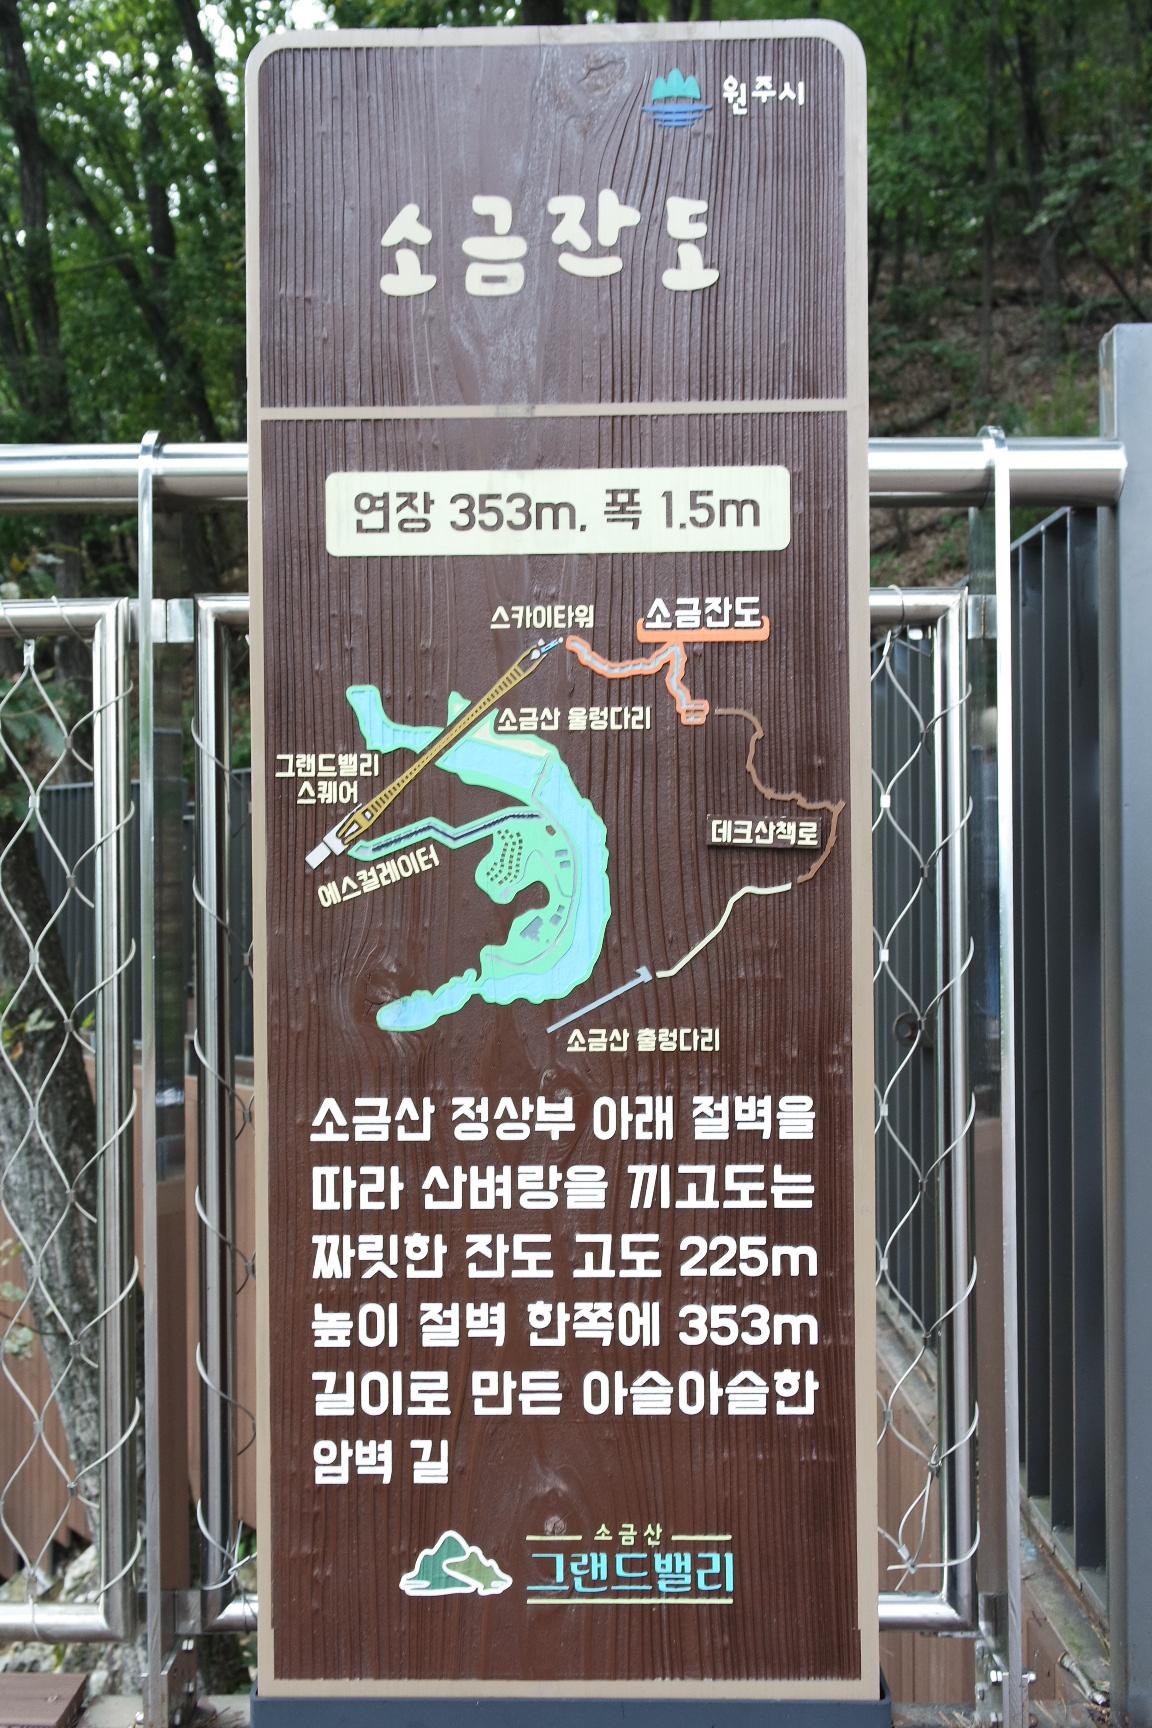 원주시
소금잔도
연장 353m, 폭 1.5m
스카이타워
소금잔도
소금산 울렁다리
그랜드밸리
스퀘어
에스컬레이터
데크산책로
소금산 출렁다리
소금산 정상부 아래 절벽을
따라 산벼랑을 끼고도는
짜릿한 잔도 고도 225m
높이 절벽 한쪽에 353m
길이로 만든 아슬아슬한
암벽 길
소금산
그랜드밸리